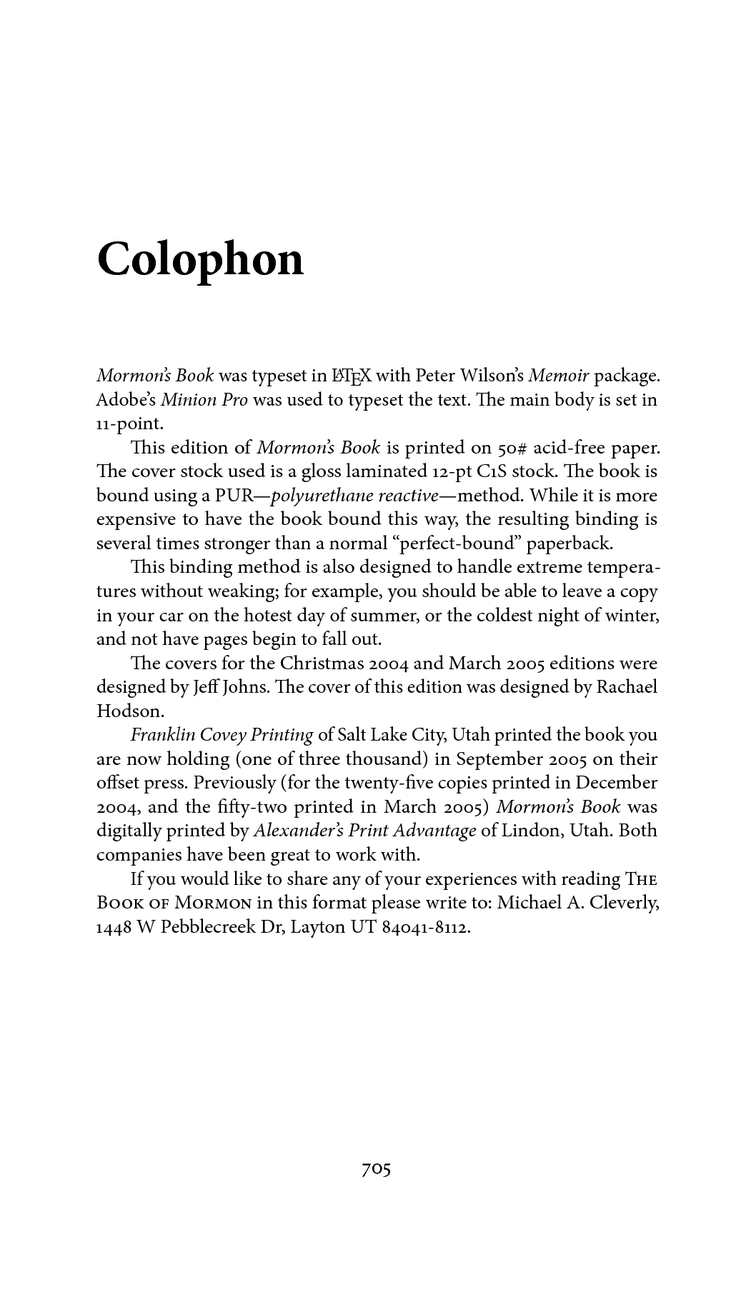 Colophon
Mormon’s Book was typeset in LATEX with Peter Wilson’s Memoir package.
Adobe’s Minion Pro was used to typeset the text. The main body is set in
11-point.
This edition of Mormon’s Book is printed on 50# acid-free paper.
The cover stock used is a gloss laminated 12-pt C1S stock. The book is
bound using a PUR—polyurethane reactive—method. While it is more
expensive to have the book bound this way, the resulting binding is
several times stronger than a normal “perfect-bound” paperback.
This binding method is also designed to handle extreme tempera-
tures without weaking; for example, you should be able to leave a copy
in your car on the hotest day of summer, or the coldest night of winter,
and not have pages begin to fall out.
The covers for the Christmas 2004 and March 2005 editions were
designed by Jeff Johns. The cover of this edition was designed by Rachael
Hodson.
Franklin Covey Printing of Salt Lake City, Utah printed the book you
are now holding (one of three thousand) in September 2005 on their
offset press. Previously (for the twenty-five copies printed in December
2004, and the fifty-two printed in March 2005) Mormon’s Book was
digitally printed by Alexander’s Print Advantage of Lindon, Utah. Both
companies have been great to work with.
If you would like to share any of your experiences with reading The
Book of Mormon in this format please write to: Michael A. Cleverly,
1448 W Pebblecreek Dr, Layton UT 84041-8112.
705